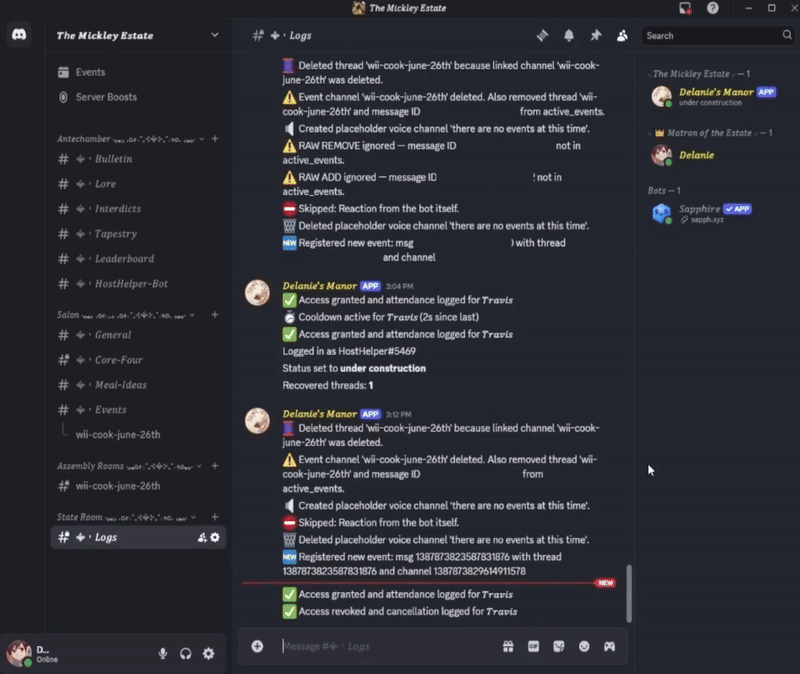 The Mickley Estate
The Mickley Estate
Events
Server Boosts
Antechamber
Bulletin
Lore
Interdicts
Tapestry
Leaderboard
HostHelper-Bot
Salon
General
Core-Four
Meal-Ideas
Events
wii-cook-june-26th
Assembly Rooms
wii-cook-june-26th
State Room
Logs
D...
Online
Logs
Deleted thread 'wii-cook-june-26th' because linked channel 'wii-cook-
june-26th' was deleted.
Event channel 'wii-cook-june-26th' deleted. Also removed thread 'wii-
cook-june-26th' and message ID from active_events.
Created placeholder voice channel 'there are no events at this time'.
RAW REMOVE ignored — message ID not in
active_events.
RAW ADD ignored — message ID not in
active_events.
Skipped: Reaction from the bot itself.
Deleted placeholder voice channel 'there are no events at this time'.
NEW Registered new event: msg ) with thread
and channel
Delanie's Manor APP 3:04 PM
Access granted and attendance logged for Travis
Cooldown active for Travis (2s since last)
Access granted and attendance logged for Travis
Logged in as HostHelper#5469
Status set to under construction
Recovered threads: 1
Delanie's Manor APP 3:12 PM
Deleted thread 'wii-cook-june-26th' because linked channel 'wii-cook-
june-26th' was deleted.
Event channel 'wii-cook-june-26th' deleted. Also removed thread 'wii-
cook-june-26th' and message ID from
active_events.
Created placeholder voice channel 'there are no events at this time'.
Skipped: Reaction from the bot itself.
Deleted placeholder voice channel 'there are no events at this time'.
NEW Registered new event: msg 1387873823587831876 with thread
1387873823587831876 and channel 1387873829614911578
NEW
Access granted and attendance logged for Travis
Access revoked and cancellation logged for Travis
Message #Logs
GIF
Search
The Mickley Estate — 1
Delanie's Manor APP
under construction
Matron of the Estate — 1
Delanie
Bots — 1
Sapphire ✓ APP
sapph.xyz